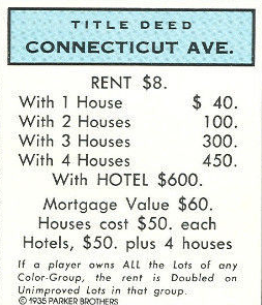 TITLE DEED
CONNECTICUT AVE.
RENT $8.
With 1 House $ 40.
With 2 Houses 100.
With 3 Houses 300.
With 4 Houses 450.
With HOTEL $600.
Mortgage Value $60.
Houses cost $50. each
Hotels, $50. plus 4 houses
If a player owns ALL the Lots of any
Color-Group, the rent is Doubled on
Unimproved Lots in that group.
© 1935 PARKER BROTHERS